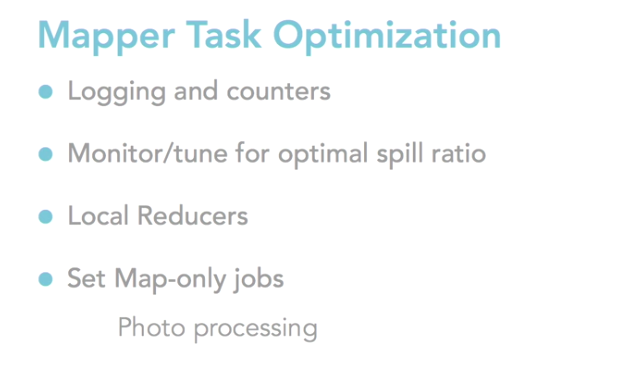 Mapper Task Optimization
Logging and counters
Monitor/tune for optimal spill ratio
Local Reducers
Set Map-only jobs
Photo processing